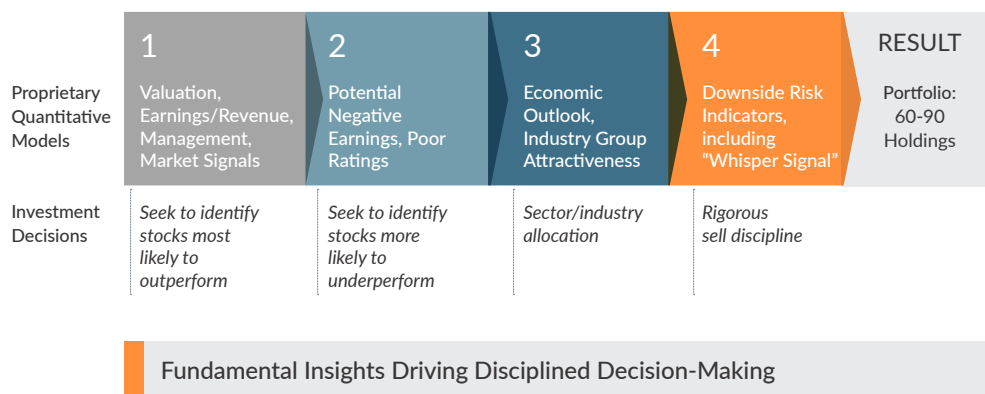 Proprietary
Quantitative
Models
1
Valuation,
Earnings/Revenue,
Management,
Market Signals
2
Potential
Negative
Earnings, Poor
Ratings
3
Economic
Outlook,
Industry Group
Attractiveness
4
Downside Risk
Indicators,
including
“Whisper Signal”
RESULT
Portfolio:
60-90
Holdings
Investment
Decisions
Seek to identify
stocks most
likely to
outperform
Seek to identify
stocks more
likely to
underperform
Sector/industry
allocation
Rigorous
sell discipline
Fundamental Insights Driving Disciplined Decision-Making